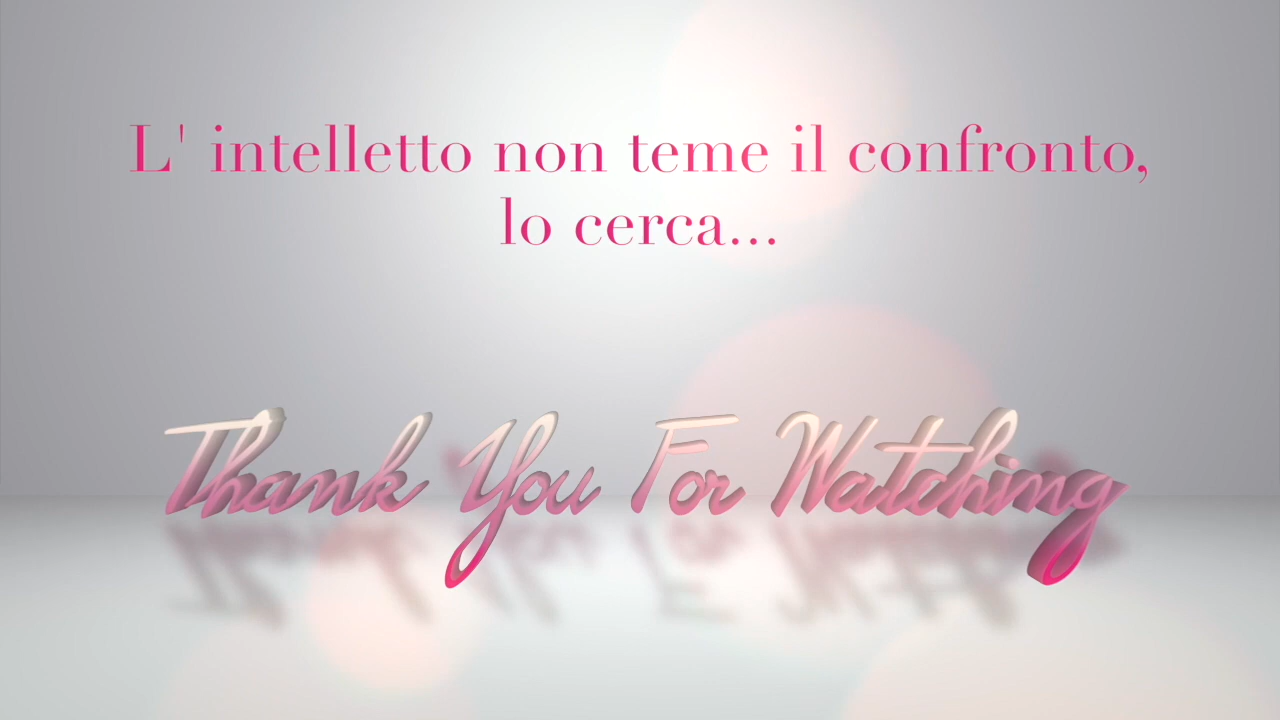 L' intelletto non teme il confronto,
lo cerca...
Thank You For Watching